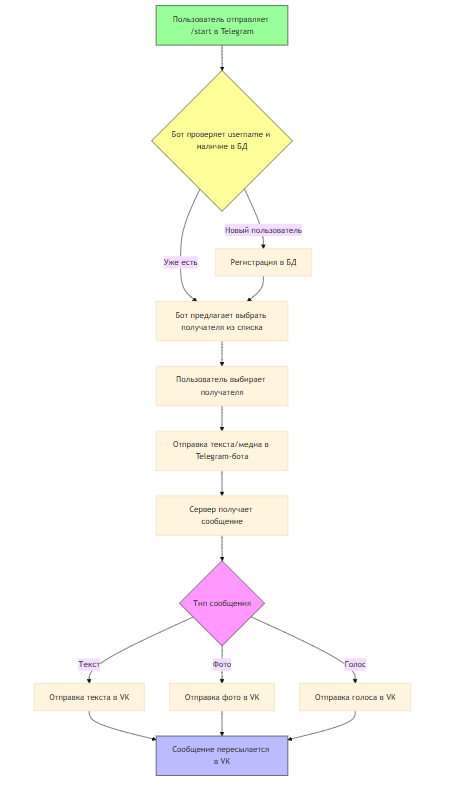 Пользователь отправляет
/start в Telegram
Бот проверяет username и
наличие в БД
Новый пользователь
Уже есть
Регистрация в БД
Бот предлагает выбрать
получателя из списка
Пользователь выбирает
получателя
Отправка текста/медиа в
Telegram-бота
Сервер получает
сообщение
Тип сообщения
Текст
Фото
Голос
Отправка текста в VK
Отправка фото в VK
Отправка голоса в VK
Сообщение пересылается
в VK